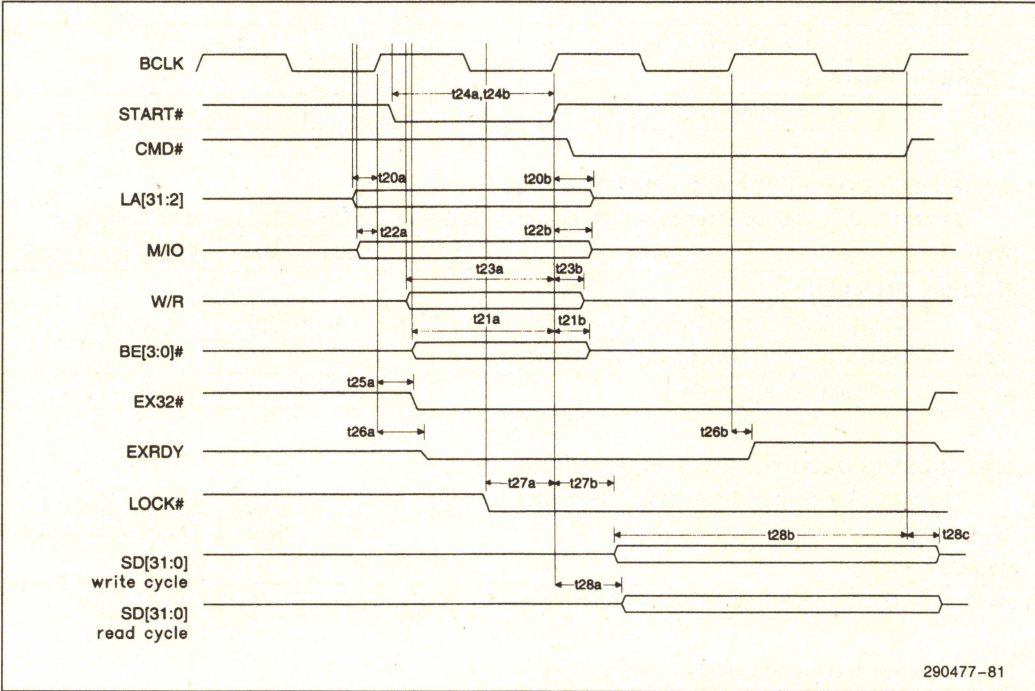 BCLK
t24a,t24b
START#
CMD#
t20a
t20b
LA[31:2]
t22a
t22b
M/IO
t23a
t23b
W/R
t21a
t21b
BE[3:0]#
t25a
EX32#
t26a
t26b
EXRDY
t27a
t27b
LOCK#
t28b
t28c
SD[31:0]
write cycle
t28a
SD[31:0]
read cycle
290477-81